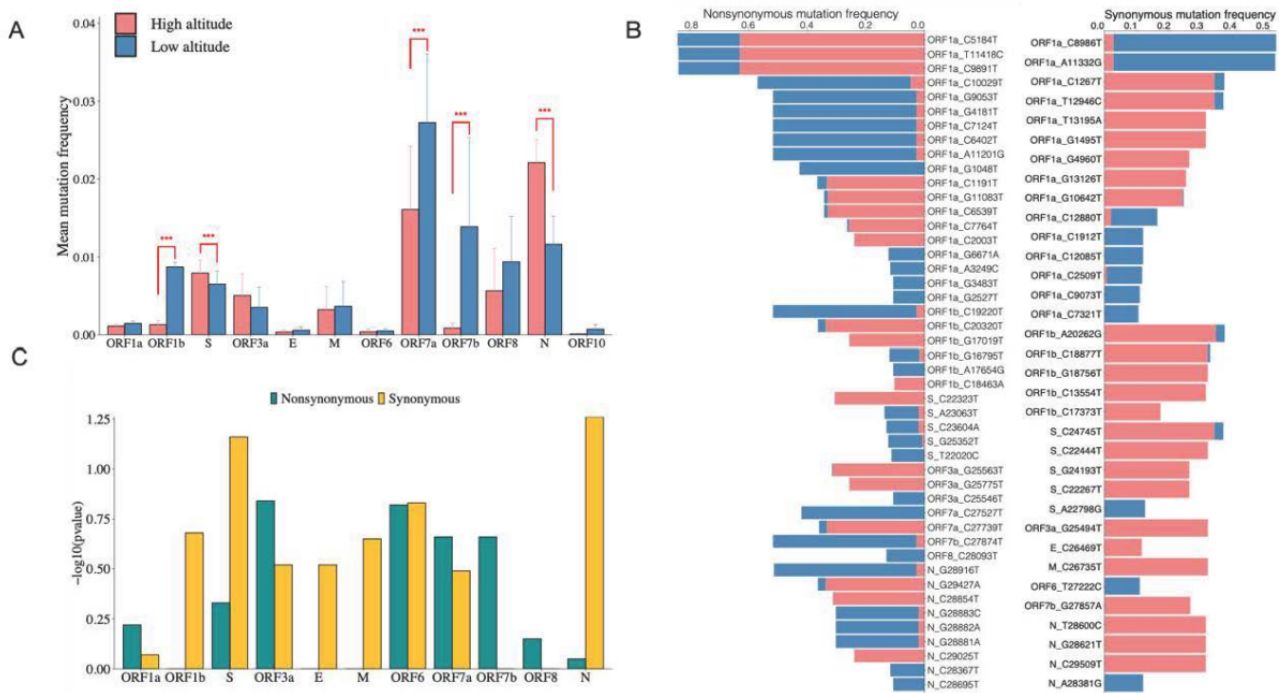 A
High altitude
Low altitude
Mean mutation frequency
0.04
0.03
0.02
0.01
0.00
***
***
***
***
***
ORF1a
ORF1b
S
ORF3a
E
M
ORF6
ORF7a
ORF7b
ORF8
N
ORF10
C
Nonsynonymous
Synonymous
−log10(pvalue)
1.25
1.00
0.75
0.50
0.25
0.00
ORF1a
ORF1b
S
ORF3a
E
M
ORF6
ORF7a
ORF7b
ORF8
N
B
Nonsynonymous mutation frequency
0.8 0.6 0.4 0.2 0.0
ORF1a_C5184T
ORF1a_T11418C
ORF1a_C9891T
ORF1a_C10029T
ORF1a_G9053T
ORF1a_G4181T
ORF1a_C7124T
ORF1a_C6402T
ORF1a_A11201G
ORF1a_G1048T
ORF1a_C1191T
ORF1a_G11083T
ORF1a_C6539T
ORF1a_C7764T
ORF1a_C2003T
ORF1a_G6671A
ORF1a_A3249C
ORF1a_G3483T
ORF1a_G2527T
ORF1b_C19220T
ORF1b_C20320T
ORF1b_G17019T
ORF1b_G16795T
ORF1b_A17654G
ORF1b_C18463A
S_C22323T
S_A23063T
S_C23604A
S_G25352T
S_T22020C
ORF3a_G25563T
ORF3a_G25775T
ORF3a_C25546T
ORF7a_C27527T
ORF7a_C27739T
ORF7b_C27874T
ORF8_C28093T
N_G28916T
N_G29427A
N_C28854T
N_G28883C
N_G28882A
N_G28881A
N_C29025T
N_C28367T
N_C28695T
Synonymous mutation frequency
0.0 0.1 0.2 0.3 0.4 0.5
ORF1a_C8986T
ORF1a_A11332G
ORF1a_C1267T
ORF1a_T12946C
ORF1a_T13195A
ORF1a_G1495T
ORF1a_G4960T
ORF1a_G13126T
ORF1a_G10642T
ORF1a_C12880T
ORF1a_C1912T
ORF1a_C12085T
ORF1a_C2509T
ORF1a_C9073T
ORF1a_C7321T
ORF1b_A20262G
ORF1b_C18877T
ORF1b_G18756T
ORF1b_C13554T
ORF1b_C17373T
S_C24745T
S_C22444T
S_G24193T
S_C22267T
S_A22798G
ORF3a_G25494T
E_C26469T
M_C26735T
ORF6_T27222C
ORF7b_G27857A
N_T28600C
N_G28621T
N_C29509T
N_A28381G